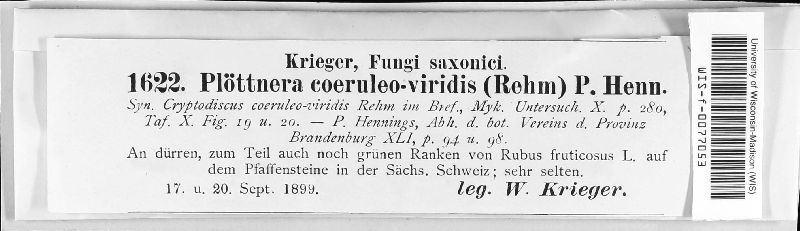 Krieger, Fungi saxonici.
1622. Plöttnera coeruleo-viridis (Rehm) P. Henn.
Syn. Cryptodiscus coeruleo-viridis Rehm im Bref., Myk. Untersuch. X. p. 280,
Taf. X. Fig. 19 u. 20. — P. Hennings, Abh. d. bot. Vereins d. Provinz
Brandenburg XLI, p. 94 u. 98.
An dürren, zum Teil auch noch grünen Ranken von Rubus fruticosus L. auf
dem Pfaffensteine in der Sächs. Schweiz; sehr selten.
17. u. 20. Sept. 1899. leg. W. Krieger.
WIS-f-0077053
University of Wisconsin-Madison (WIS)